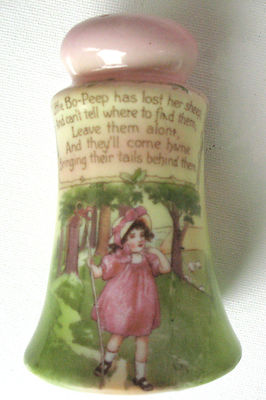 Bo-Peep has lost her sheep,
And can't tell where to find them,
Leave them alone,
And they'll come home
Bringing their tails behind them.